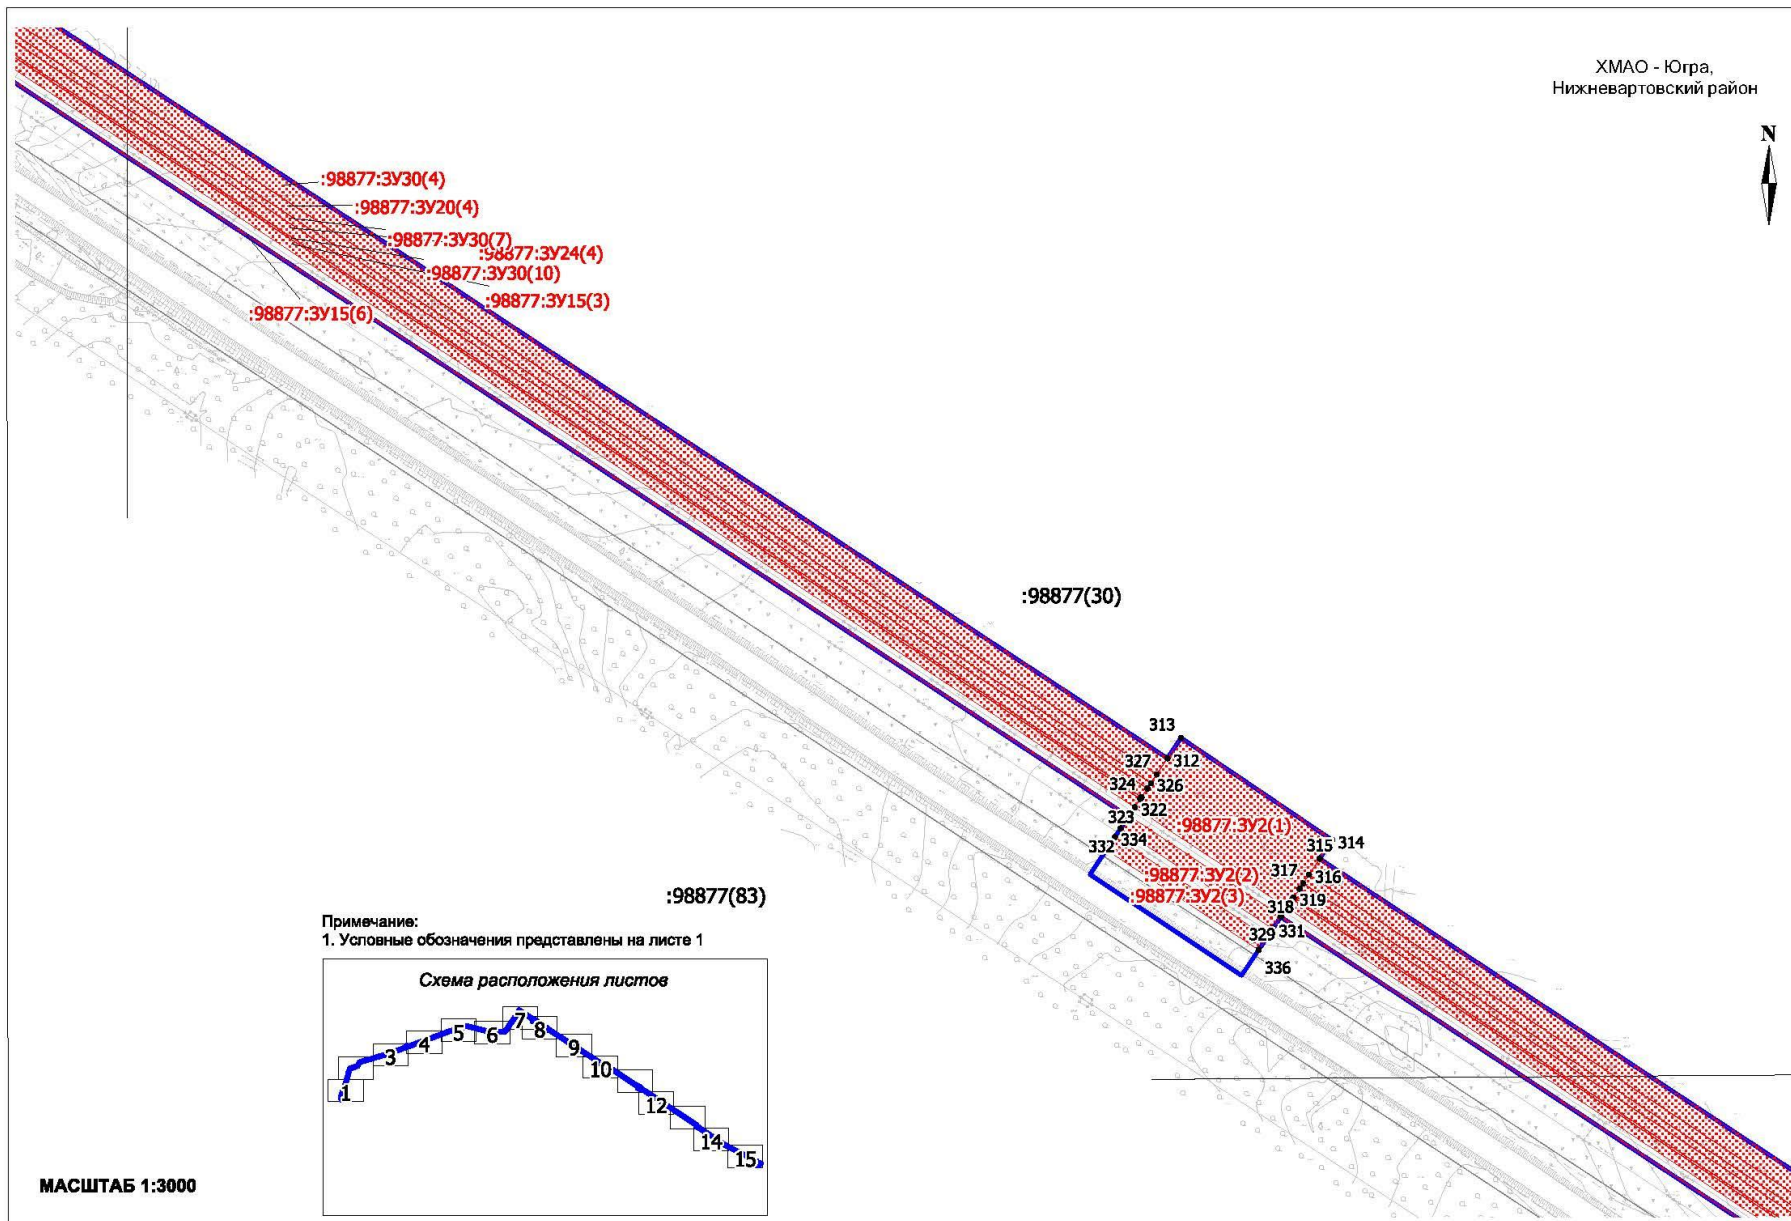 ХМАО - Югра,
Нижневартовский район
N
:98877:ЗУ30(4)
:98877:ЗУ20(4)
:98877:ЗУ30(7)
:98877:ЗУ24(4)
:98877:ЗУ30(10)
:98877:ЗУ15(3)
:98877:ЗУ15(6)
:98877(30)
313
312
327
326
324
322
323
334
332
:98877:ЗУ2(1)
314
315
317
316
:98877:ЗУ2(2)
:98877:ЗУ2(3)
319
318
331
329
336
:98877(83)
Примечание:
1. Условные обозначения представлены на листе 1
Схема расположения листов
1
3
4
5
6
7
8
9
10
12
14
15
МАСШТАБ 1:3000